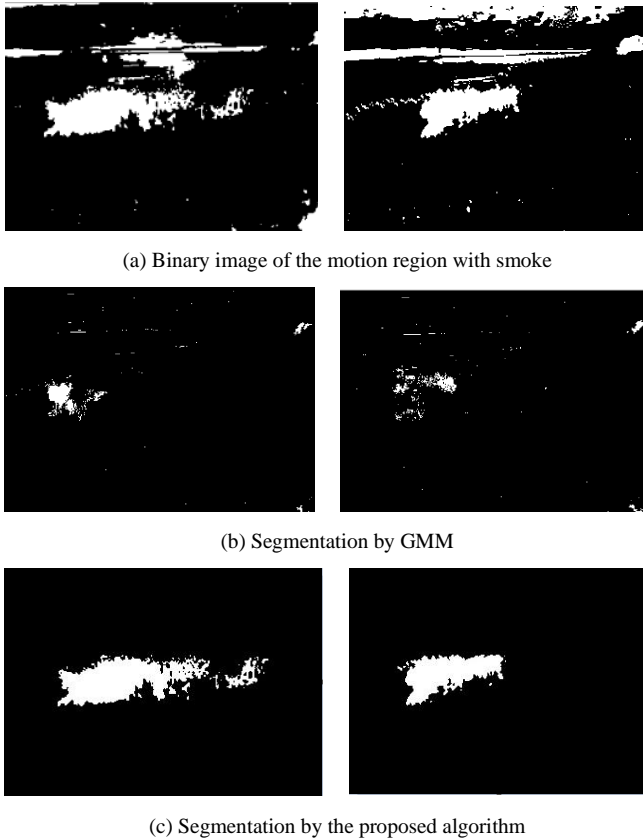 (a) Binary image of the motion region with smoke
(b) Segmentation by GMM
(c) Segmentation by the proposed algorithm